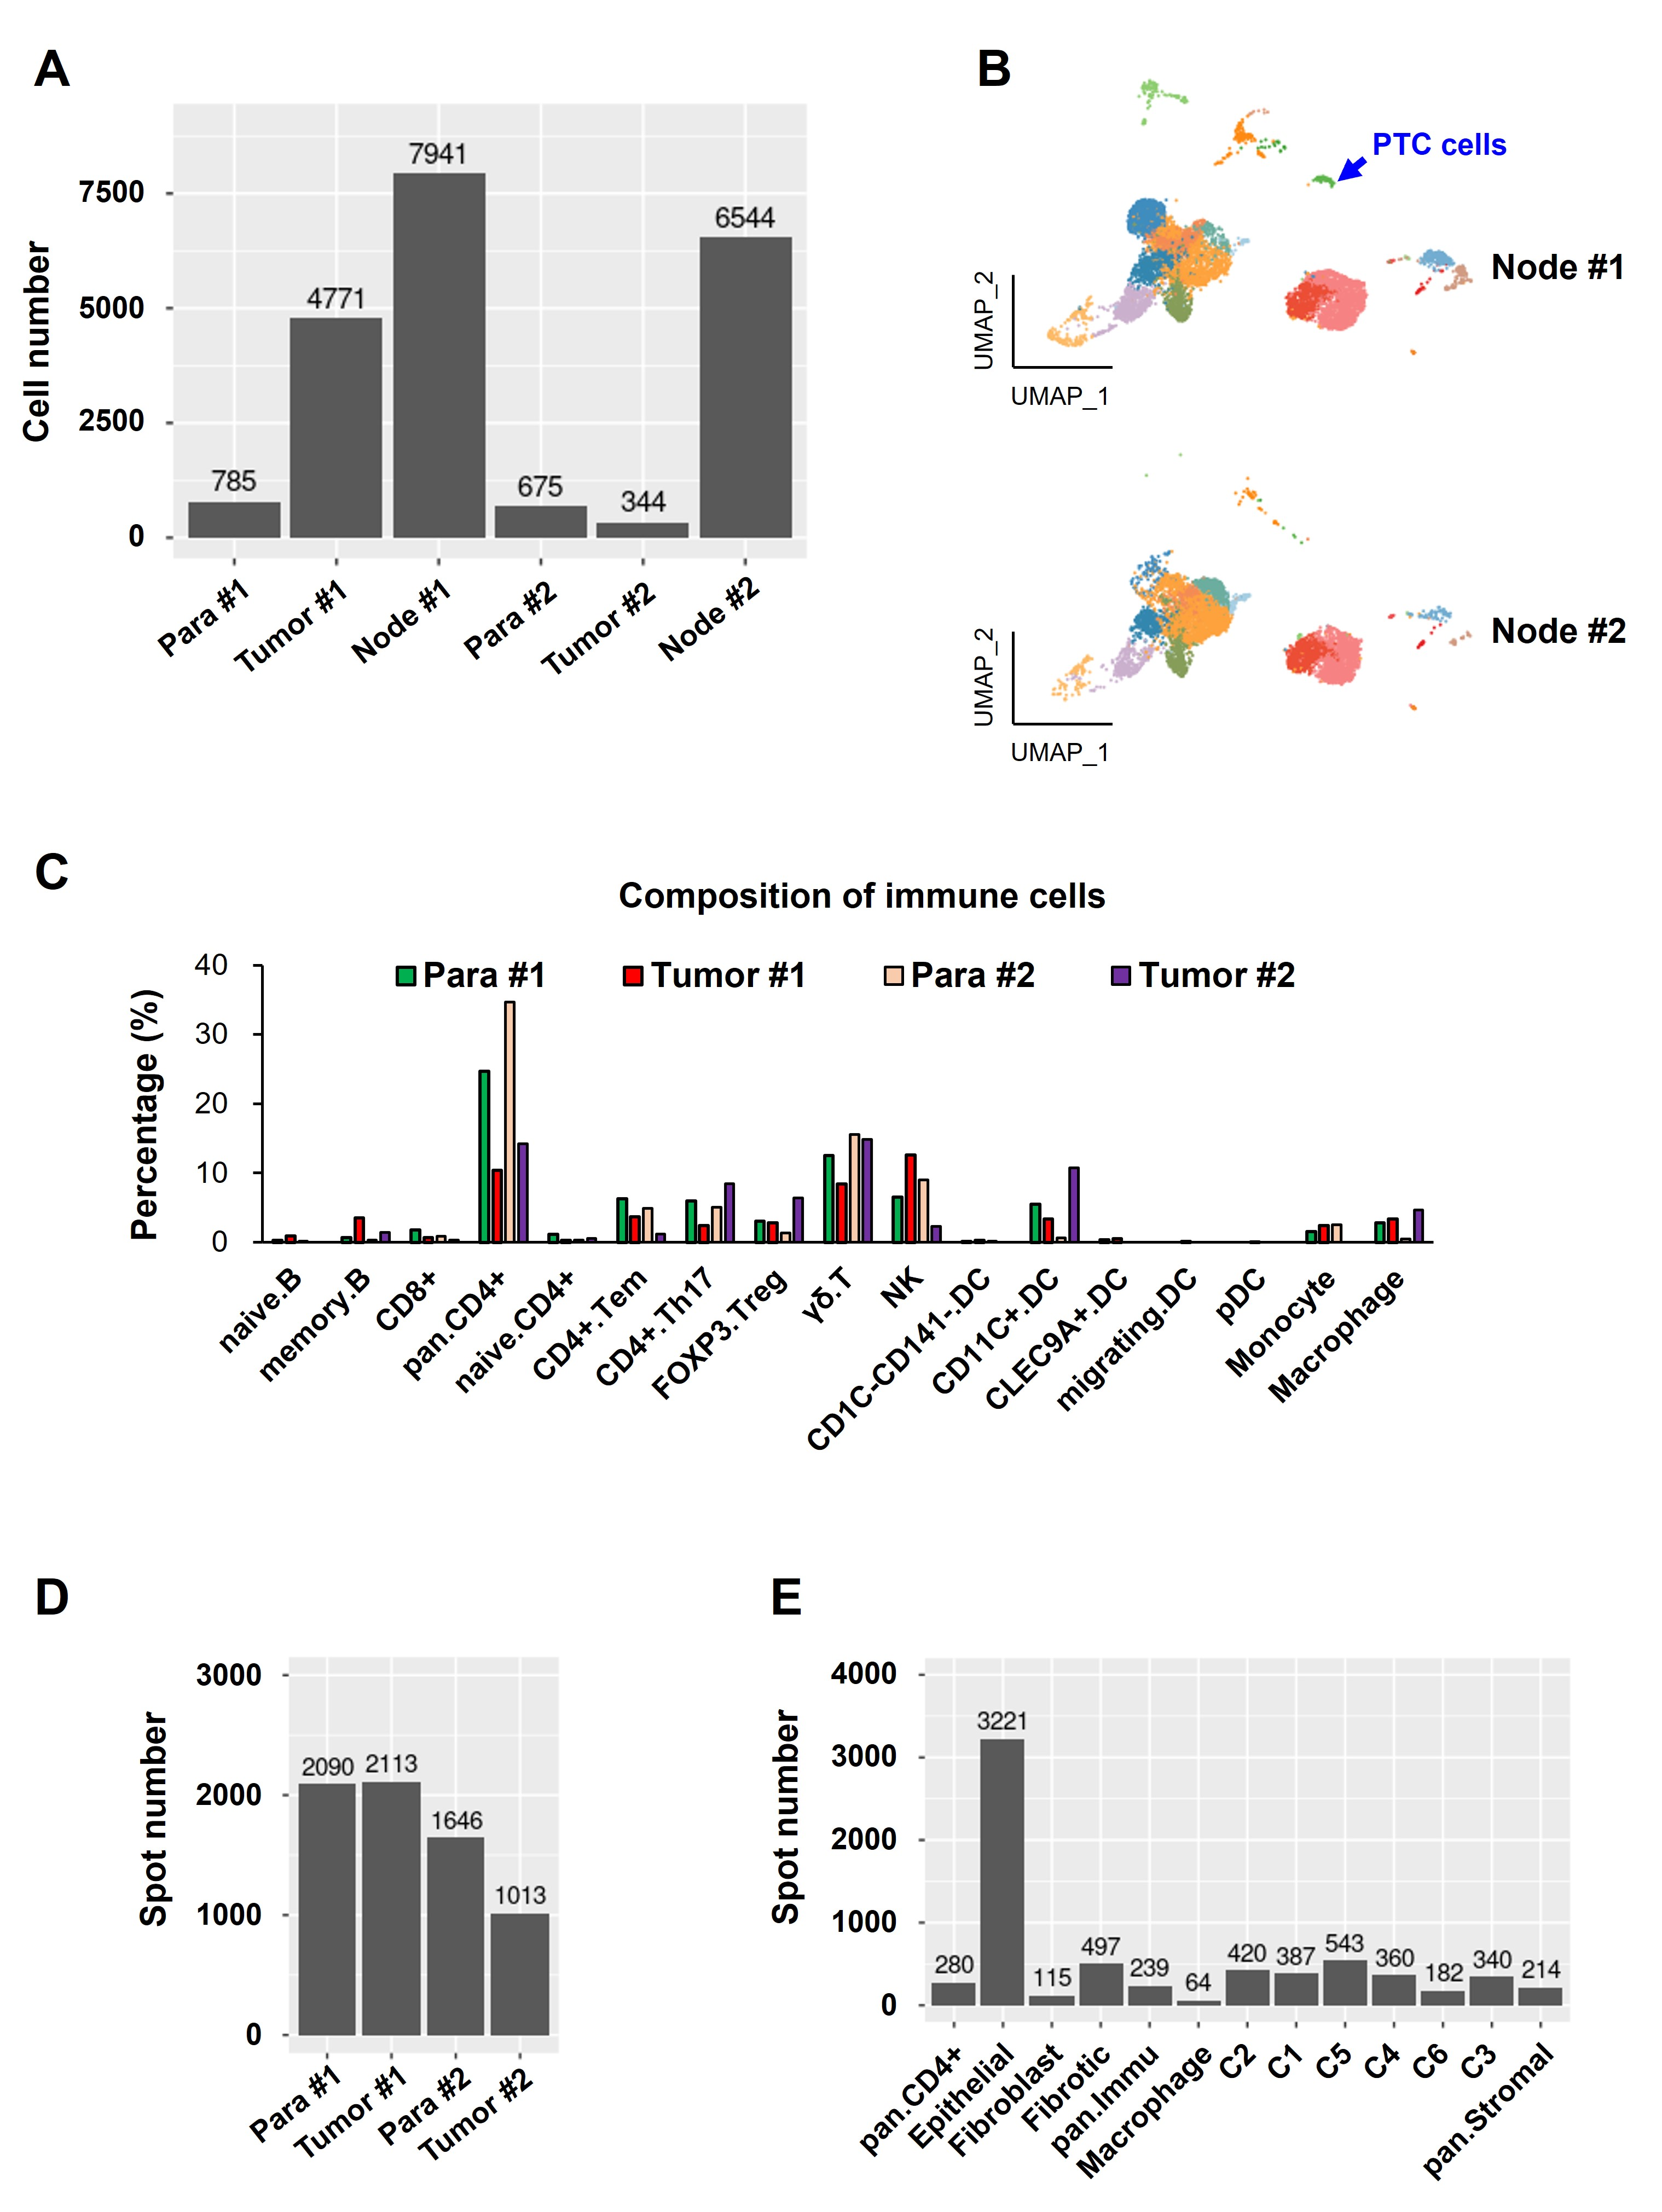 A
Cell number
7500
5000
2500
0
785
4771
7941
675
344
6544
Para #1
Tumor #1
Node #1
Para #2
Tumor #2
Node #2
B
PTC cells
Node #1
UMAP_2
UMAP_1
Node #2
UMAP_2
UMAP_1
C
Composition of immune cells
Para #1 Tumor #1 Para #2 Tumor #2
Percentage (%)
40
30
20
10
0
naive.B
memory.B
CD8+
pan.CD4+
naive.CD4+
CD4+.Tem
CD4+.Th17
FOXP3.Treg
γδ.T
NK
CD1C-CD141-.DC
CD11C+.DC
CLEC9A+.DC
migrating.DC
pDC
Monocyte
Macrophage
D
Spot number
3000
2000
1000
0
2090
2113
1646
1013
Para #1
Tumor #1
Para #2
Tumor #2
E
Spot number
4000
3000
2000
1000
0
280
3221
115
497
239
64
420
387
543
360
182
340
214
pan.CD4+
Epithelial
Fibroblast
Fibrotic
pan.Immu
Macrophage
C2
C1
C5
C4
C6
C3
pan.Stromal